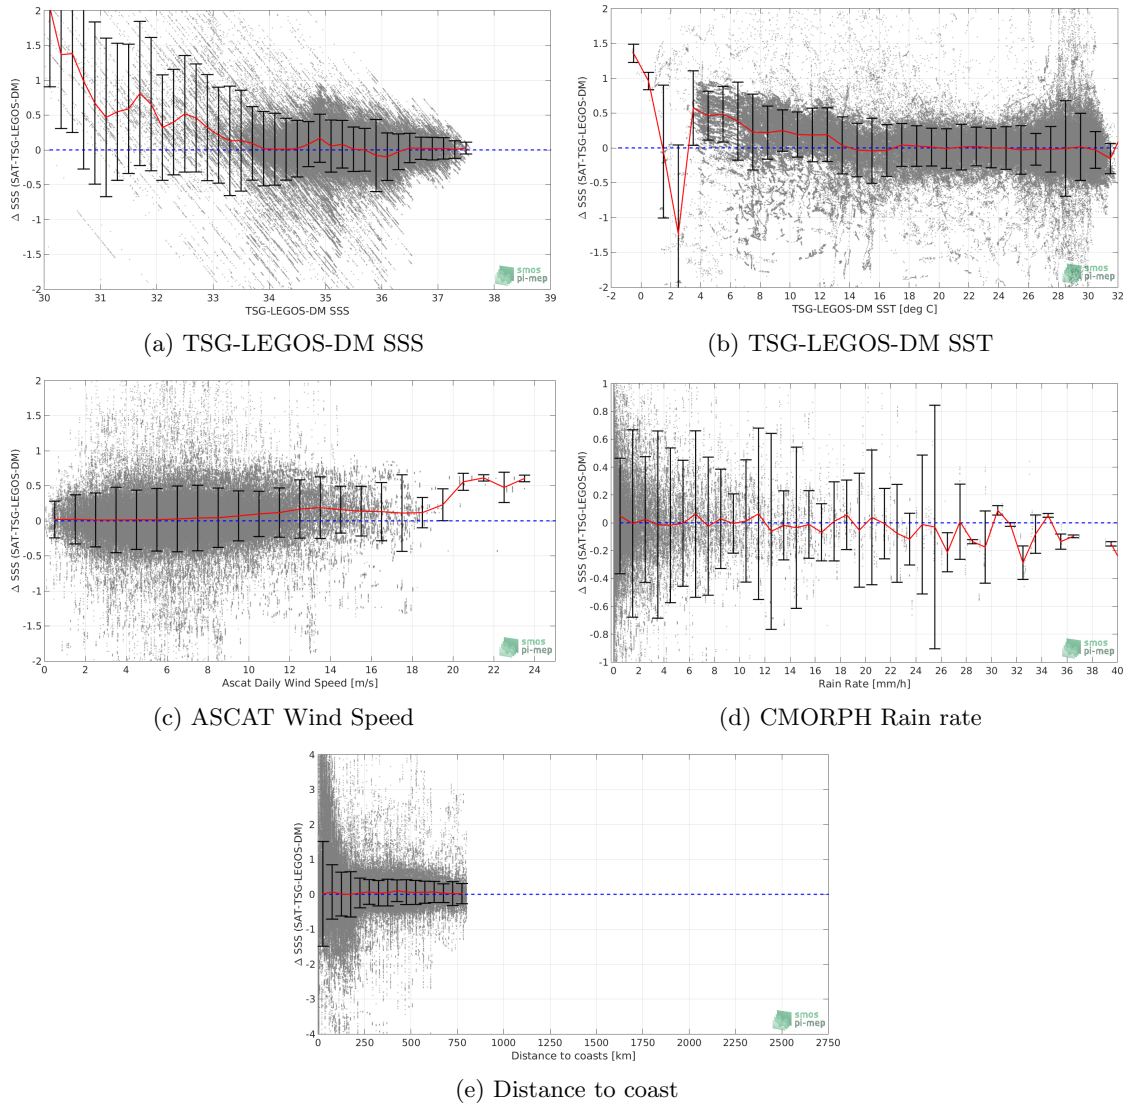 2
1.5
1
0.5
0
-0.5
-1
-1.5
-2
Δ SSS (SAT-TSG-LEGOS-DM)
30 31 32 33 34 35 36 37 38 39
TSG-LEGOS-DM SSS
smos
pi-mep
(a) TSG-LEGOS-DM SSS
2
1.5
1
0.5
0
-0.5
-1
-1.5
-2
Δ SSS (SAT-TSG-LEGOS-DM)
-2 0 2 4 6 8 10 12 14 16 18 20 22 24 26 28 30 32
TSG-LEGOS-DM SST [deg C]
smos
pi-mep
(b) TSG-LEGOS-DM SST
2
1.5
1
0.5
0
-0.5
-1
-1.5
-2
Δ SSS (SAT-TSG-LEGOS-DM)
0 2 4 6 8 10 12 14 16 18 20 22 24
Ascat Daily Wind Speed [m/s]
smos
pi-mep
(c) ASCAT Wind Speed
1
0.8
0.6
0.4
0.2
0
-0.2
-0.4
-0.6
-0.8
-1
Δ SSS (SAT-TSG-LEGOS-DM)
0 2 4 6 8 10 12 14 16 18 20 22 24 26 28 30 32 34 36 38 40
Rain Rate [mm/h]
smos
pi-mep
(d) CMORPH Rain rate
4
3
2
1
0
-1
-2
-3
-4
Δ SSS (SAT-TSG-LEGOS-DM)
0 250 500 750 1000 1250 1500 1750 2000 2250 2500 2750
Distance to coasts [km]
smos
pi-mep
(e) Distance to coast